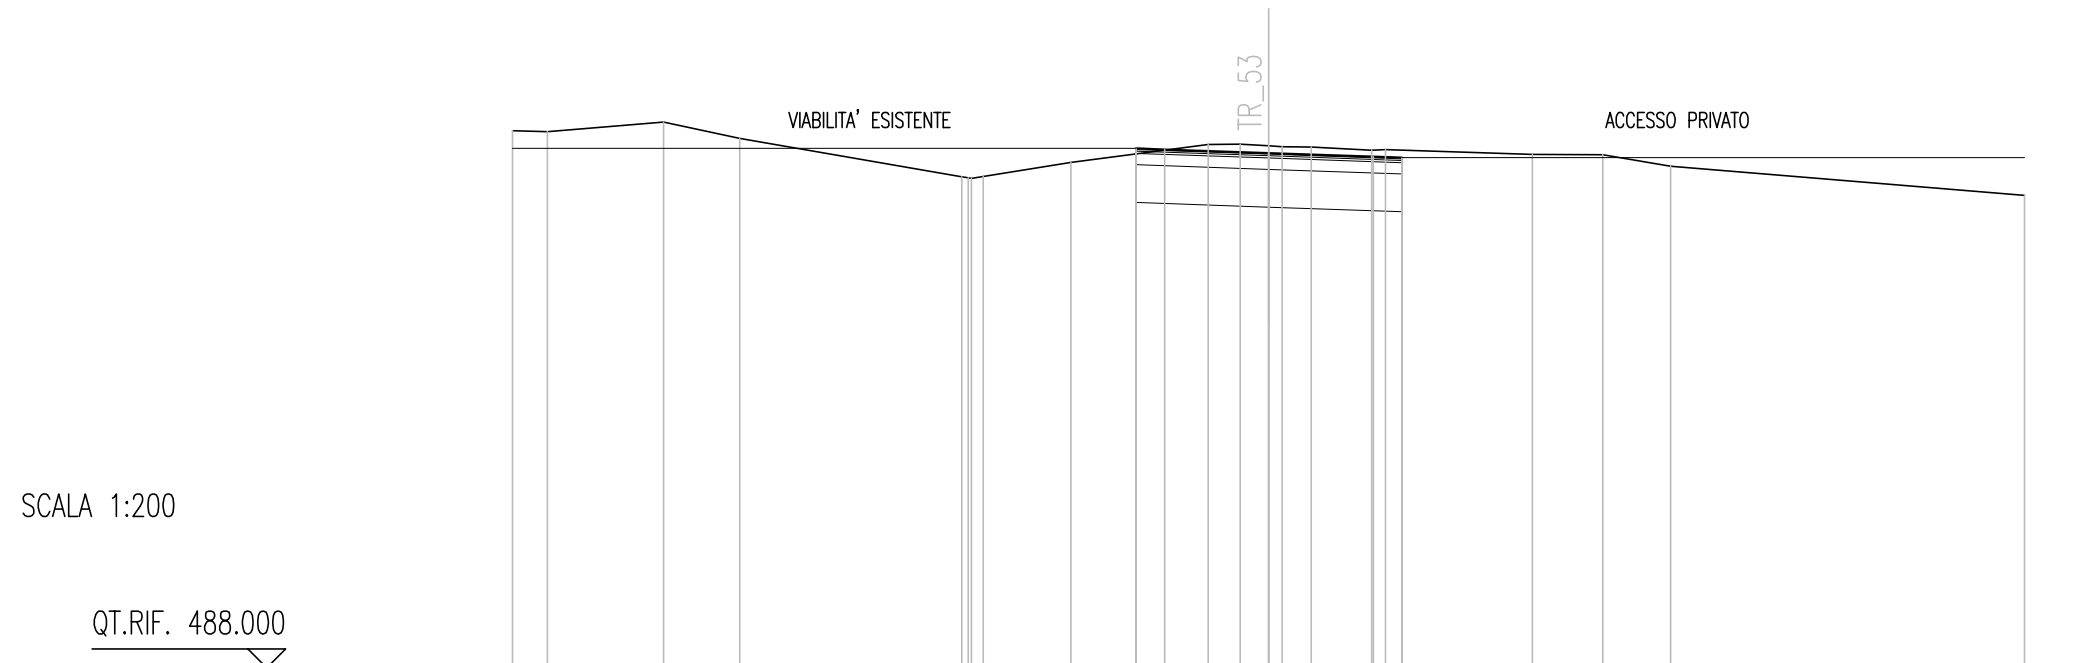 TR_53
VIABILITA' ESISTENTE
ACCESSO PRIVATO
SCALA 1:200
QT.RIF. 488.000